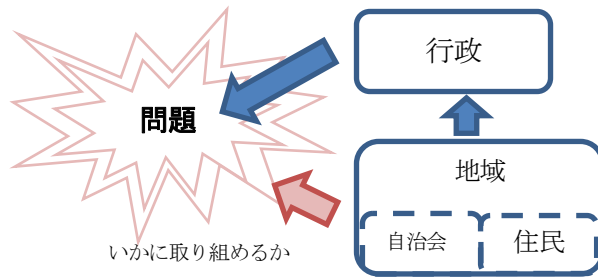 行政
問題
地域
自治会
住民
いかに取り組めるか